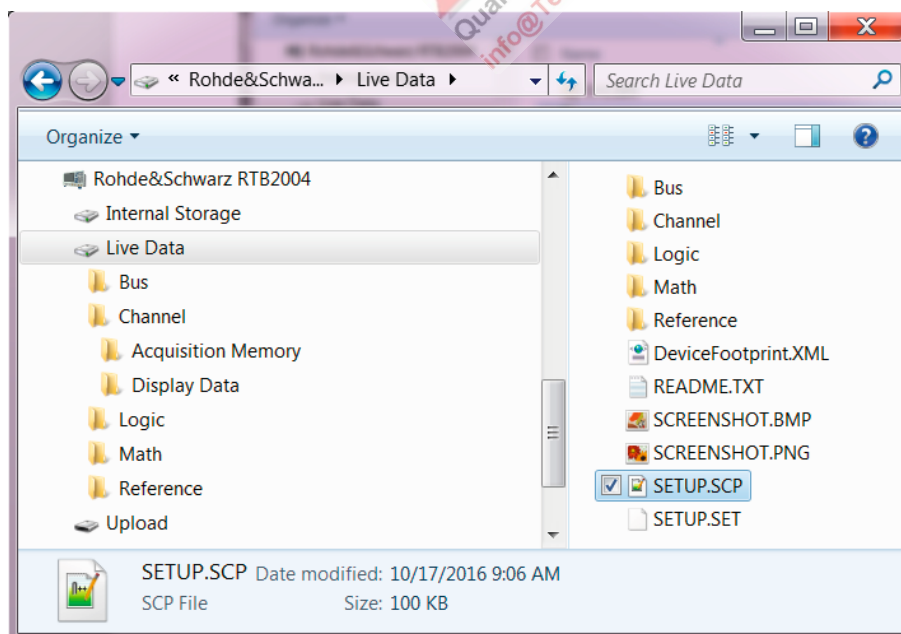 Quar
info@Te
« Rohde&Schwa... Live Data
Search Live Data
Organize
Rohde&Schwarz RTB2004
Internal Storage
Live Data
Bus
Channel
Acquisition Memory
Display Data
Logic
Math
Reference
Upload
Bus
Channel
Logic
Math
Reference
DeviceFootprint.XML
README.TXT
SCREENSHOT.BMP
SCREENSHOT.PNG
SETUP.SCP
SETUP.SET
SETUP.SCP Date modified: 10/17/2016 9:06 AM
SCP File Size: 100 KB